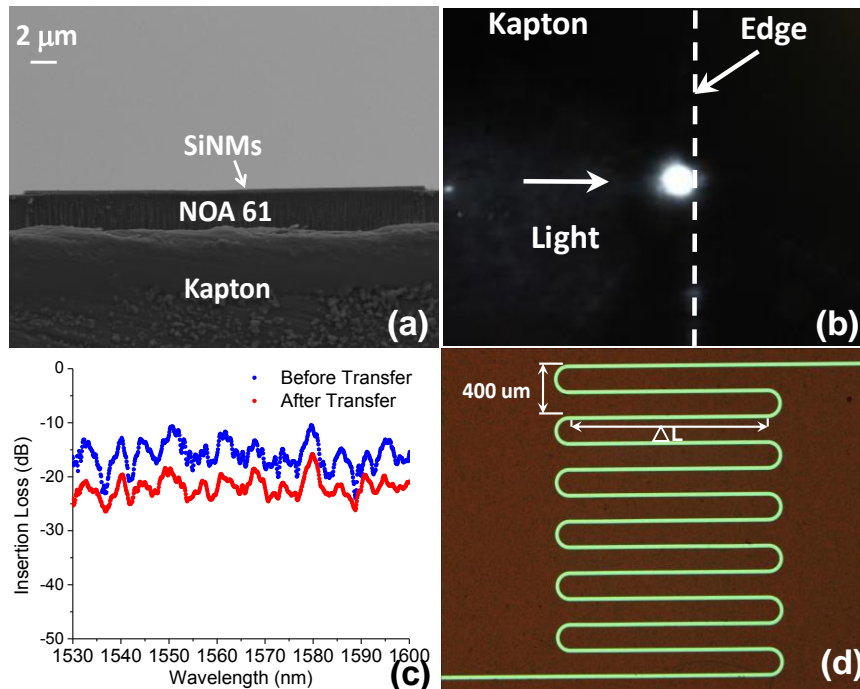 2 μm
SiNMs
NOA 61
Kapton
(a)
Kapton
Edge
Light
(b)
0
-10
-20
-30
-40
-50
Insertion Loss (dB)
Before Transfer
After Transfer
1530 1540 1550 1560 1570 1580 1590 1600
Wavelength (nm)
(c)
400 um
△L
(d)